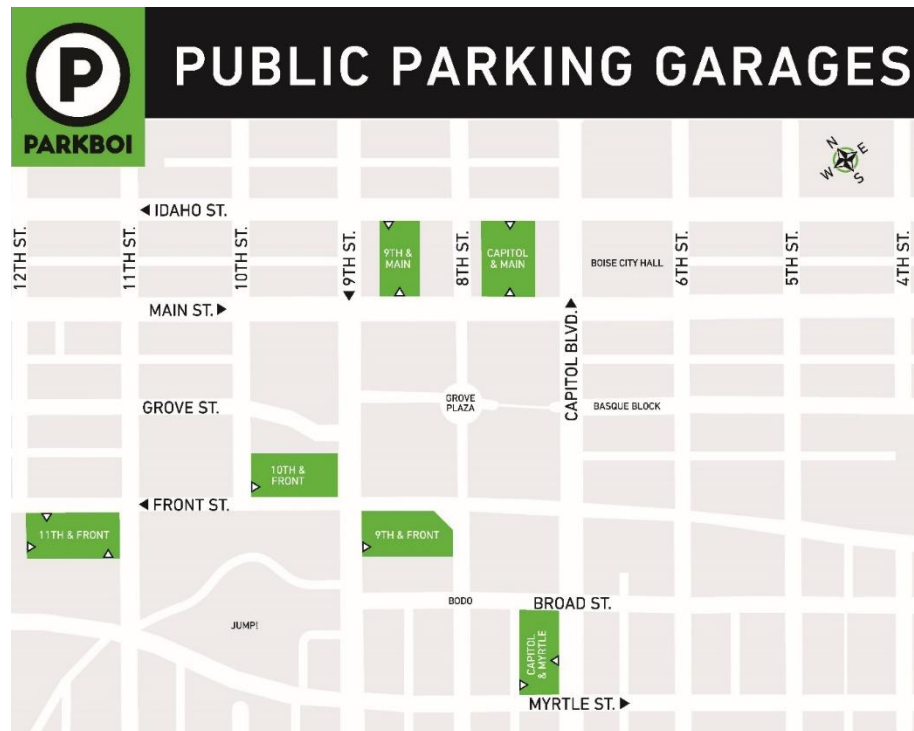 P
PARKBOI
PUBLIC PARKING GARAGES
N
E
W
S
◄ IDAHO ST.
12TH ST.
11TH ST.
10TH ST.
◄ 9TH ST.
9TH &
MAIN
8TH ST.
CAPITOL
& MAIN
BOISE CITY HALL
6TH ST.
5TH ST.
4TH ST.
MAIN ST. ►
CAPITOL BLVD. ►
GROVE ST.
GROVE
PLAZA
BASQUE BLOCK
10TH &
FRONT
◄ FRONT ST.
11TH & FRONT
9TH & FRONT
BODO
BROAD ST.
JUMP!
CAPITOL
& MYRTLE
MYRTLE ST. ►